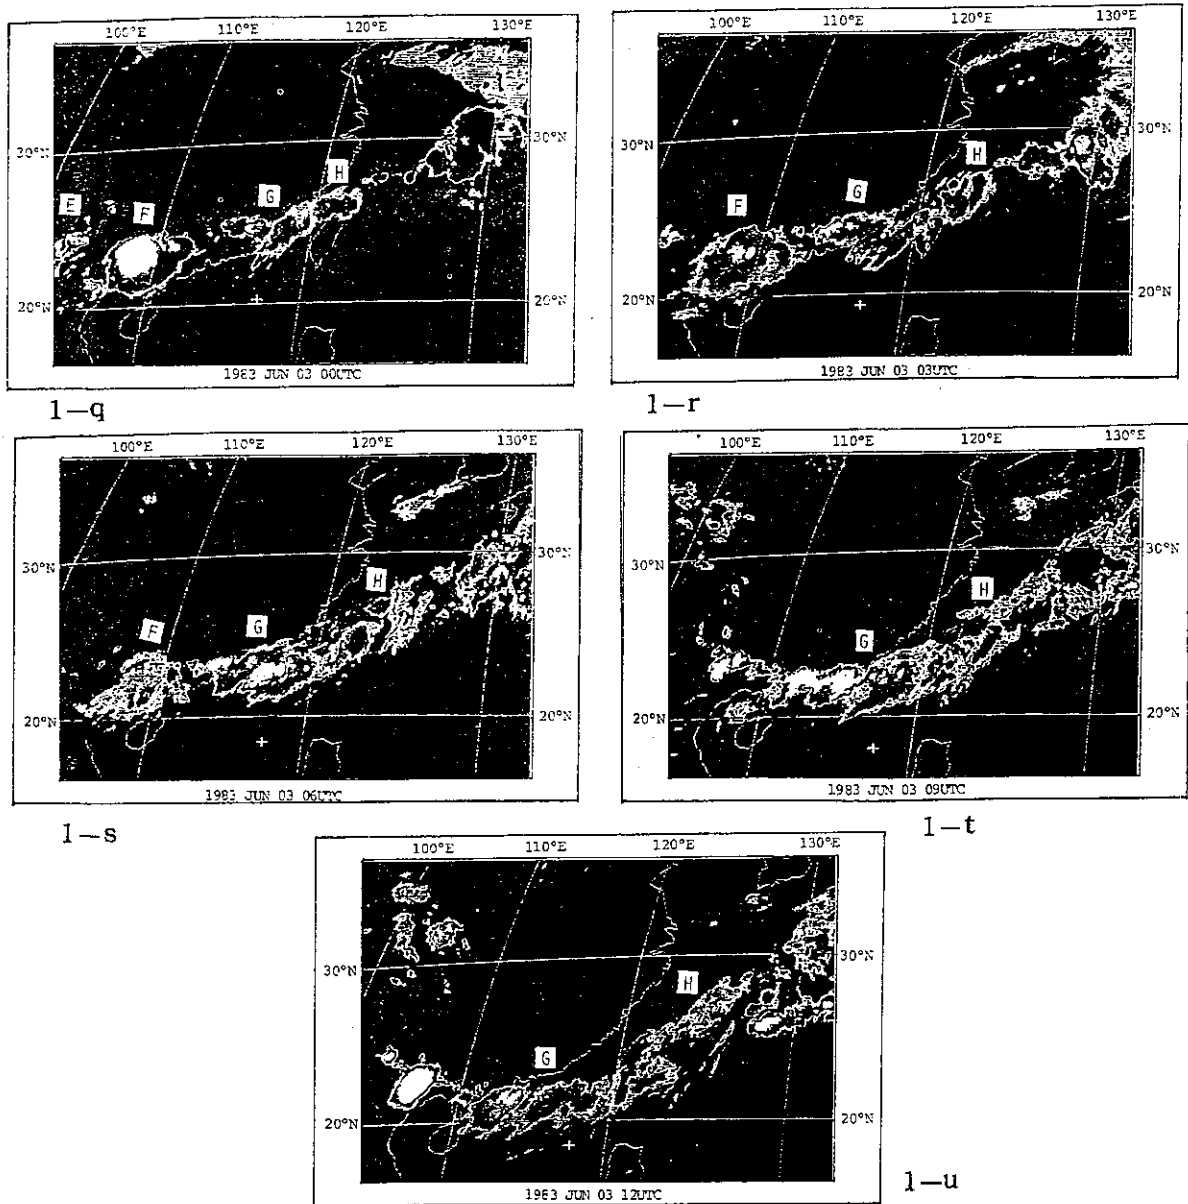 100°E 110°E 120°E
H
30°N 30°N
G
E F
20°N 20°N
1983 JUN 03 00UTC
1—q
100°E 110°E 120°E 130°E
H
30°N 30°N
G
F
20°N 20°N
1983 JUN 03 03UTC
1—r
100°E 110°E 120°E 130°E
30°N 30°N
H
F G
20°N 20°N
1983 JUN 03 06UTC
1—s
100°E 110°E 120°E 130°E
30°N 30°N
H
G
20°N 20°N
1983 JUN 03 09UTC
1—t
100°E 110°E 120°E 130°E
30°N 30°N
H
G
20°N 20°N
1983 JUN 03 12UTC
1—u